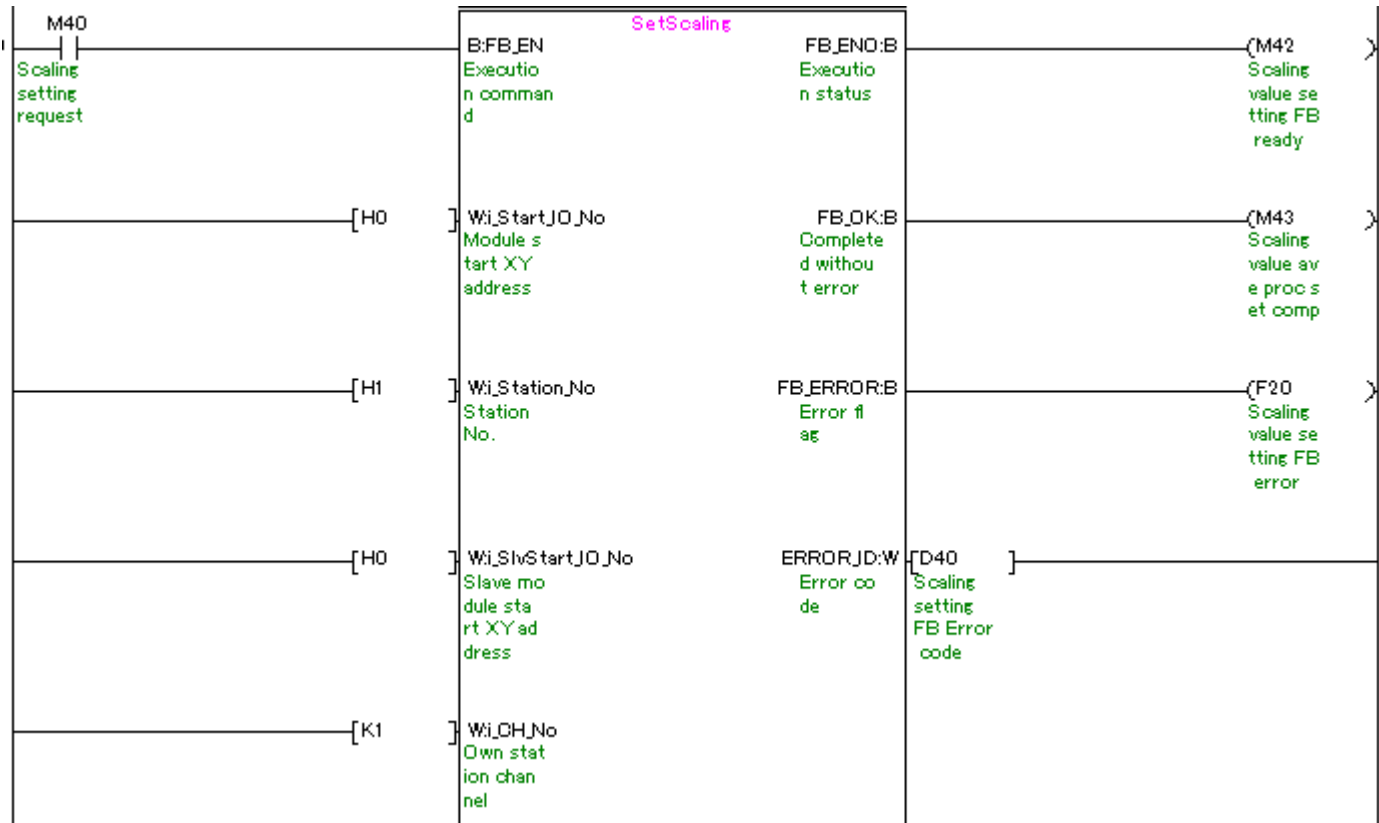 SetScaling
M40
B:FB_EN
FB_ENO:B
(M42 )
Scaling
setting
request
Executio
n comman
d
Executio
n status
Scaling
value se
tting FB
ready
[H0 ]
W:i_Start_IO_No
FB_OK:B
(M43 )
Module s
tart XY
address
Complete
d withou
t error
Scaling
value av
e proc s
et comp
[H1 ]
W:i_Station_No
FB_ERROR:B
(F20 )
Station
No.
Error fl
ag
Scaling
value se
tting FB
error
[H0 ]
W:i_SlvStart_IO_No
ERROR_ID:W
[D40 ]
Slave mo
dule sta
rt XY ad
dress
Error co
de
Scaling
setting
FB Error
code
[K1 ]
W:i_CH_No
Own stat
ion chan
nel